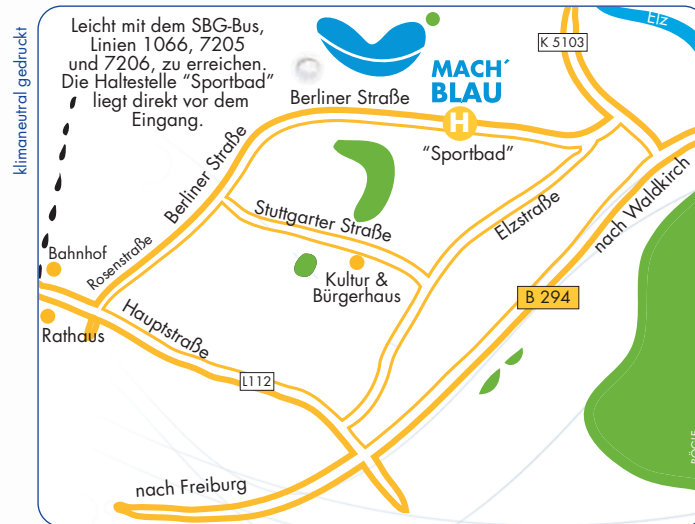 klimaneutral gedruckt
Leicht mit dem SBG-Bus,
Linien 1066, 7205
und 7206, zu erreichen.
Die Haltestelle “Sportbad”
liegt direkt vor dem
Eingang.
MACH´
BLAU
K 5103
Elz
Berliner Straße
H
“Sportbad”
Berliner Straße
Stuttgarter Straße
Elzstraße
nach Waldkirch
Bahnhof
Rosenstraße
Kultur &
Bürgerhaus
B 294
Rathaus
Hauptstraße
L112
nach Freiburg